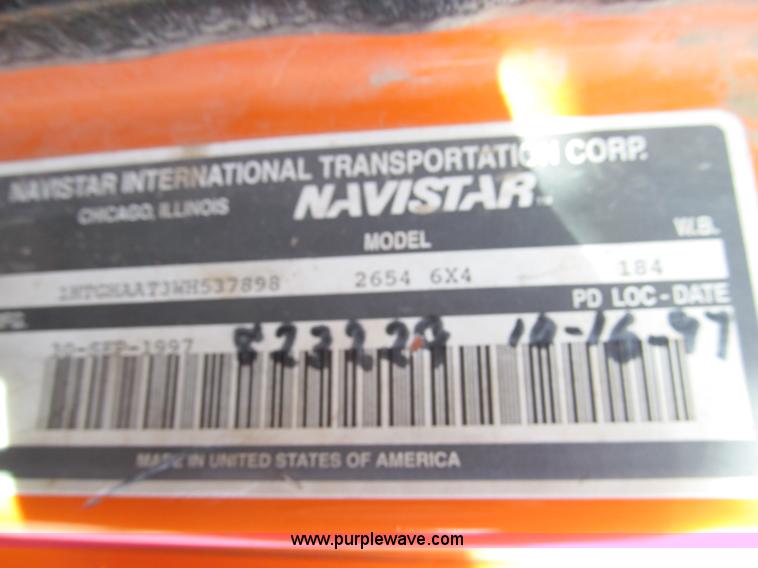 NAVISTAR INTERNATIONAL TRANSPORTATION CORP.
CHICAGO, ILLINOIS NAVISTAR
MODEL W.B.
1HTGHAAT3WH537898 2654 6X4 184
PD LOC - DATE
10-SEP-1997 10-16-97
MADE IN UNITED STATES OF AMERICA
www.purplewave.com